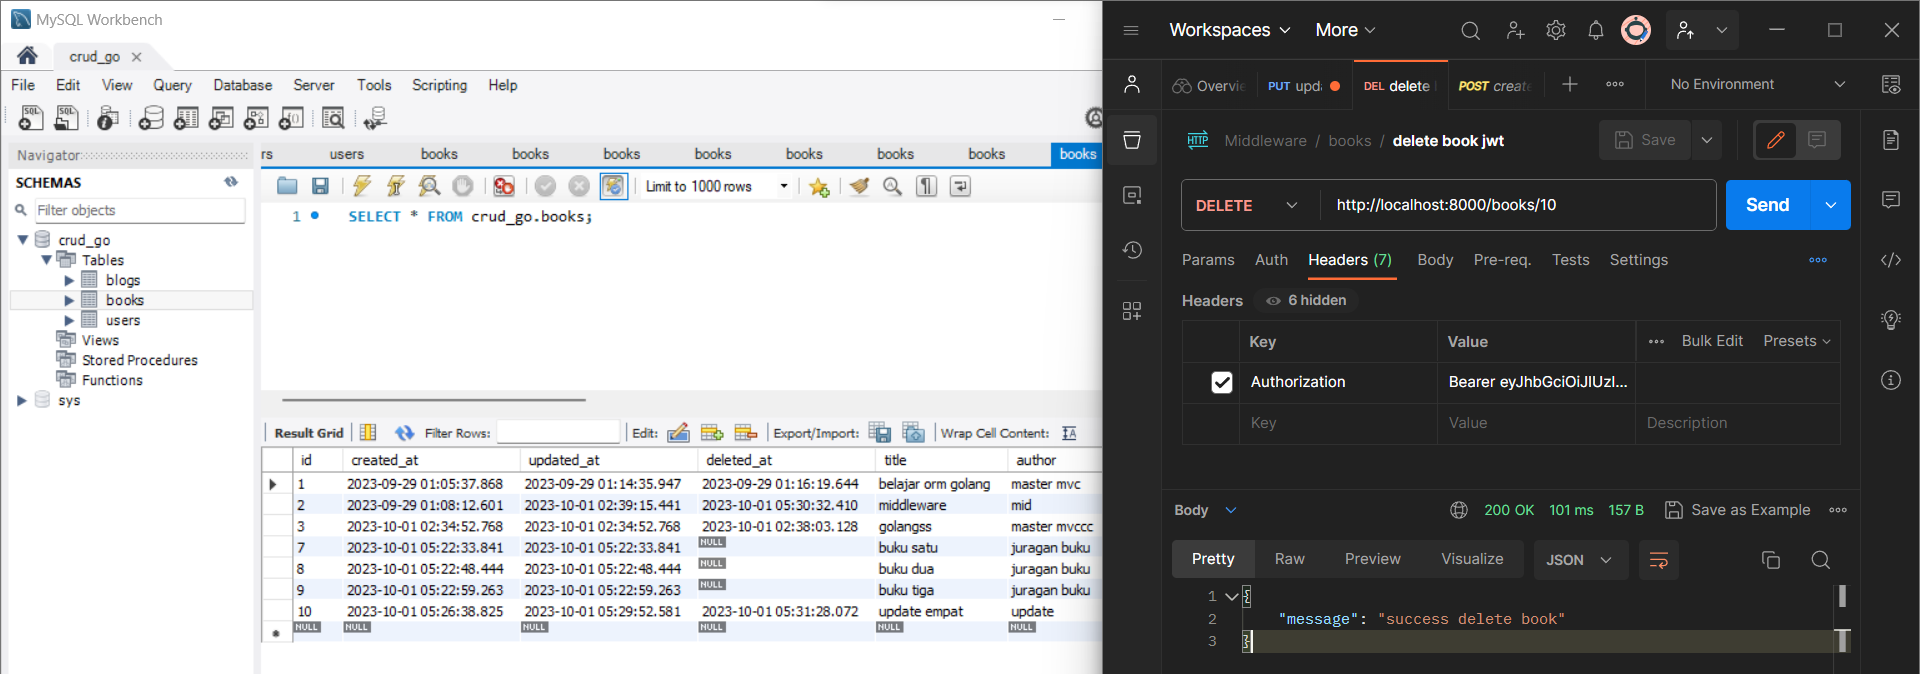 MySQL Workbench
crud_go
File Edit View Query Database Server Tools Scripting Help
Navigator
SCHEMAS
Filter objects
crud_go
Tables
blogs
books
users
Views
Stored Procedures
Functions
sys
rs users books books books books books books books books
Limit to 1000 rows
1 SELECT * FROM crud_go.books;
Result Grid Filter Rows: Edit: Export/Import: Wrap Cell Content:
id created_at updated_at deleted_at title author
1 2023-09-29 01:05:37.868 2023-09-29 01:14:35.947 2023-09-29 01:16:19.644 belajar orm golang master mvc
2 2023-09-29 01:08:12.601 2023-10-01 02:39:15.441 2023-10-01 05:30:32.410 middleware mid
3 2023-10-01 02:34:52.768 2023-10-01 02:34:52.768 2023-10-01 02:38:03.128 golangss master mvccc
7 2023-10-01 05:22:33.841 2023-10-01 05:22:33.841 NULL buku satu juragan buku
8 2023-10-01 05:22:48.444 2023-10-01 05:22:48.444 NULL buku dua juragan buku
9 2023-10-01 05:22:59.263 2023-10-01 05:22:59.263 NULL buku tiga juragan buku
10 2023-10-01 05:26:38.825 2023-10-01 05:29:52.581 2023-10-01 05:31:28.072 update empat update
NULL NULL NULL NULL NULL NULL
Workspaces More
Overvie PUT upda DEL delete POST create No Environment
HTTP Middleware / books / delete book jwt Save
DELETE http://localhost:8000/books/10 Send
Params Auth Headers (7) Body Pre-req. Tests Settings
Headers 6 hidden
Key Value Bulk Edit Presets
Authorization Bearer eyJhbGciOiJIUzI...
Key Value Description
Body 200 OK 101 ms 157 B Save as Example
Pretty Raw Preview Visualize JSON
1 {
2 "message": "success delete book"
3 }